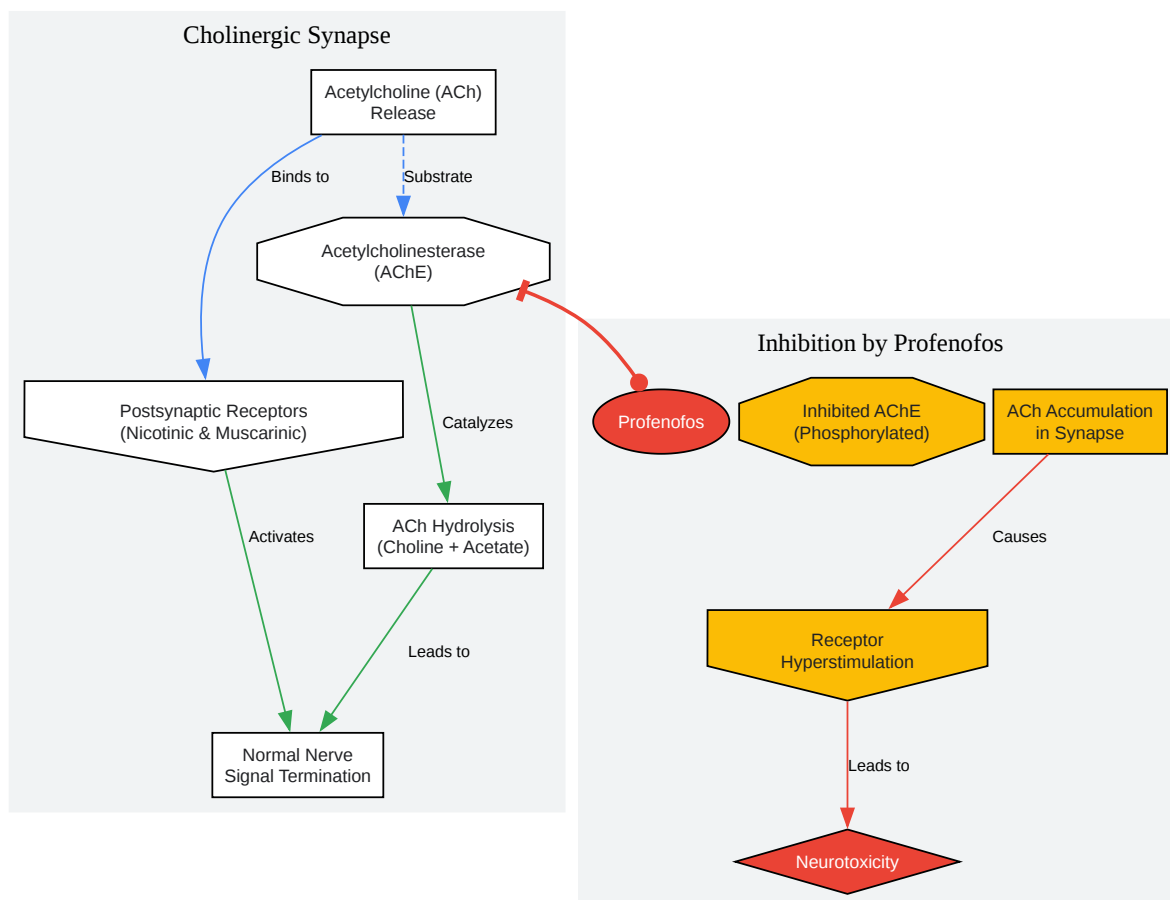 Cholinergic Synapse
Acetylcholine (ACh)
Release
Binds to
Substrate
Acetylcholinesterase
(AChE)
Postsynaptic Receptors
(Nicotinic & Muscarinic)
Catalyzes
Activates
ACh Hydrolysis
(Choline + Acetate)
Leads to
Normal Nerve
Signal Termination
Inhibition by Profenofos
Profenofos
Inhibited AChE
(Phosphorylated)
ACh Accumulation
in Synapse
Causes
Receptor
Hyperstimulation
Leads to
Neurotoxicity